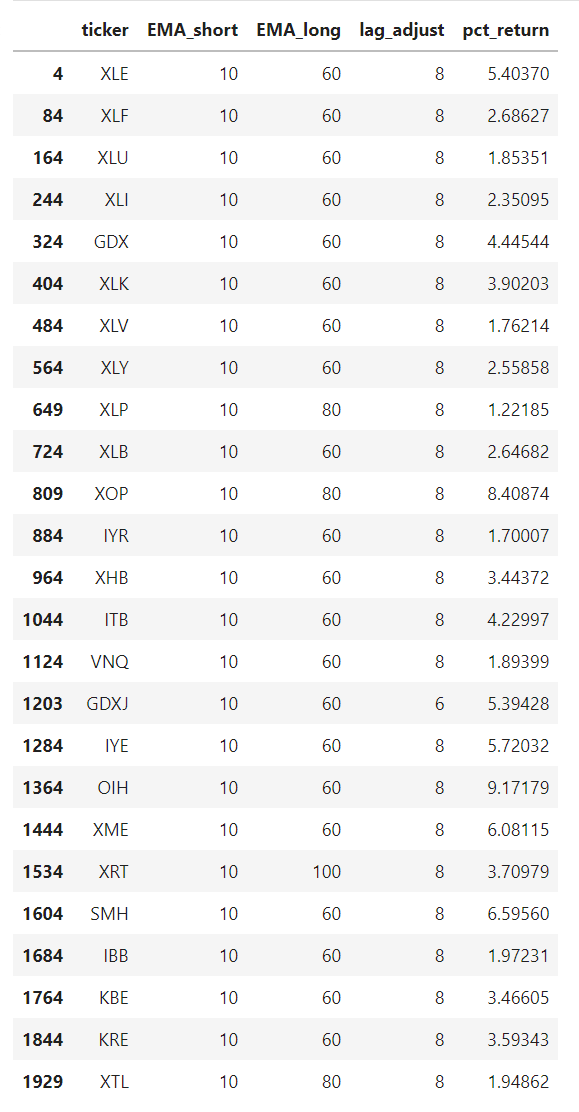 ticker EMA_short EMA_long lag_adjust pct_return
4 XLE 10 60 8 5.40370
84 XLF 10 60 8 2.68627
164 XLU 10 60 8 1.85351
244 XLI 10 60 8 2.35095
324 GDX 10 60 8 4.44544
404 XLK 10 60 8 3.90203
484 XLV 10 60 8 1.76214
564 XLY 10 60 8 2.55858
649 XLP 10 80 8 1.22185
724 XLB 10 60 8 2.64682
809 XOP 10 80 8 8.40874
884 IYR 10 60 8 1.70007
964 XHB 10 60 8 3.44372
1044 ITB 10 60 8 4.22997
1124 VNQ 10 60 8 1.89399
1203 GDXJ 10 60 6 5.39428
1284 IYE 10 60 8 5.72032
1364 OIH 10 60 8 9.17179
1444 XME 10 60 8 6.08115
1534 XRT 10 100 8 3.70979
1604 SMH 10 60 8 6.59560
1684 IBB 10 60 8 1.97231
1764 KBE 10 60 8 3.46605
1844 KRE 10 60 8 3.59343
1929 XTL 10 80 8 1.94862